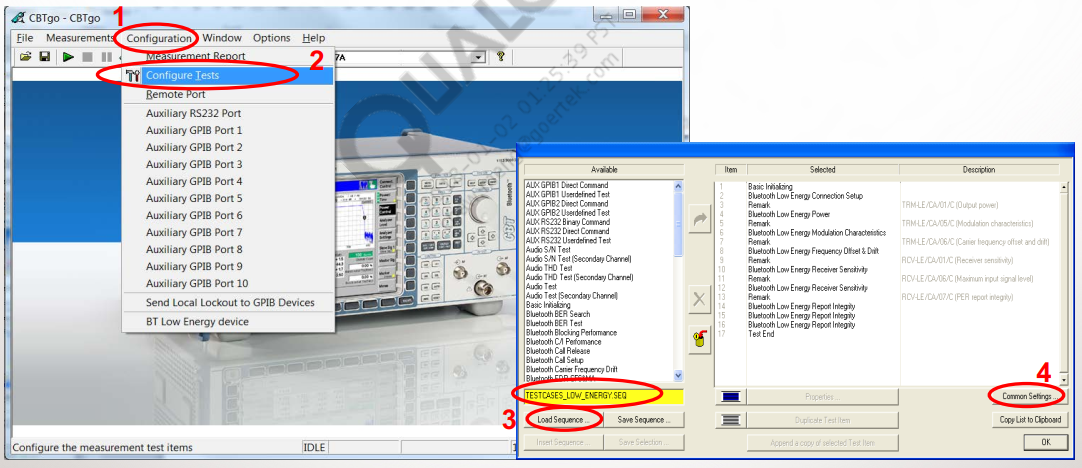 CBTgo - CBTgo
1
File Measurements Configuration Window Options Help
Measurement Report
2
7A
Configure Tests
Remote Port
Auxiliary RS232 Port
Auxiliary GPIB Port 1
Auxiliary GPIB Port 2
Auxiliary GPIB Port 3
Auxiliary GPIB Port 4
Auxiliary GPIB Port 5
Auxiliary GPIB Port 6
Auxiliary GPIB Port 7
Auxiliary GPIB Port 8
Auxiliary GPIB Port 9
Auxiliary GPIB Port 10
Send Local Lockout to GPIB Devices
BT Low Energy device
Bluetooth
CBT
Configure the measurement test items
IDLE
Available
AUX GPIB1 Direct Command
AUX GPIB1 Userdefined Test
AUX GPIB2 Direct Command
AUX GPIB2 Userdefined Test
AUX RS232 Binary Command
AUX RS232 Direct Command
AUX RS232 Userdefined Test
Audio S/N Test
Audio S/N Test (Secondary Channel)
Audio THD Test
Audio THD Test (Secondary Channel)
Audio Test
Audio Test (Secondary Channel)
Basic Initializing
Bluetooth BER Search
Bluetooth BER Test
Bluetooth Blocking Performance
Bluetooth C/I Performance
Bluetooth Call Release
Bluetooth Call Setup
Bluetooth Carrier Frequency Drift
TESTCASES_LOW_ENERGY.SEQ
3
Load Sequence ...
Save Sequence ...
Insert Sequence ...
Save Selection ...
Item Selected Description
1 Basic Initializing
2 Bluetooth Low Energy Connection Setup
3 Remark TRM-LE/CA/01/C (Output power)
4 Bluetooth Low Energy Power
5 Remark TRM-LE/CA/05/C (Modulation characteristics)
6 Bluetooth Low Energy Modulation Characteristics
7 Remark TRM-LE/CA/06/C (Carrier frequency offset and drift)
8 Bluetooth Low Energy Frequency Offset & Drift
9 Remark RCV-LE/CA/01/C (Receiver sensitivity)
10 Bluetooth Low Energy Receiver Sensitivity
11 Remark RCV-LE/CA/06/C (Maximum input signal level)
12 Bluetooth Low Energy Receiver Sensitivity
13 Remark RCV-LE/CA/07/C (PER report integrity)
14 Bluetooth Low Energy Report Integrity
15 Bluetooth Low Energy Report Integrity
16 Bluetooth Low Energy Report Integrity
17 Test End
4
Properties ...
Common Settings ...
Duplicate Test Item
Copy List to Clipboard
Append a copy of selected Test Item
OK